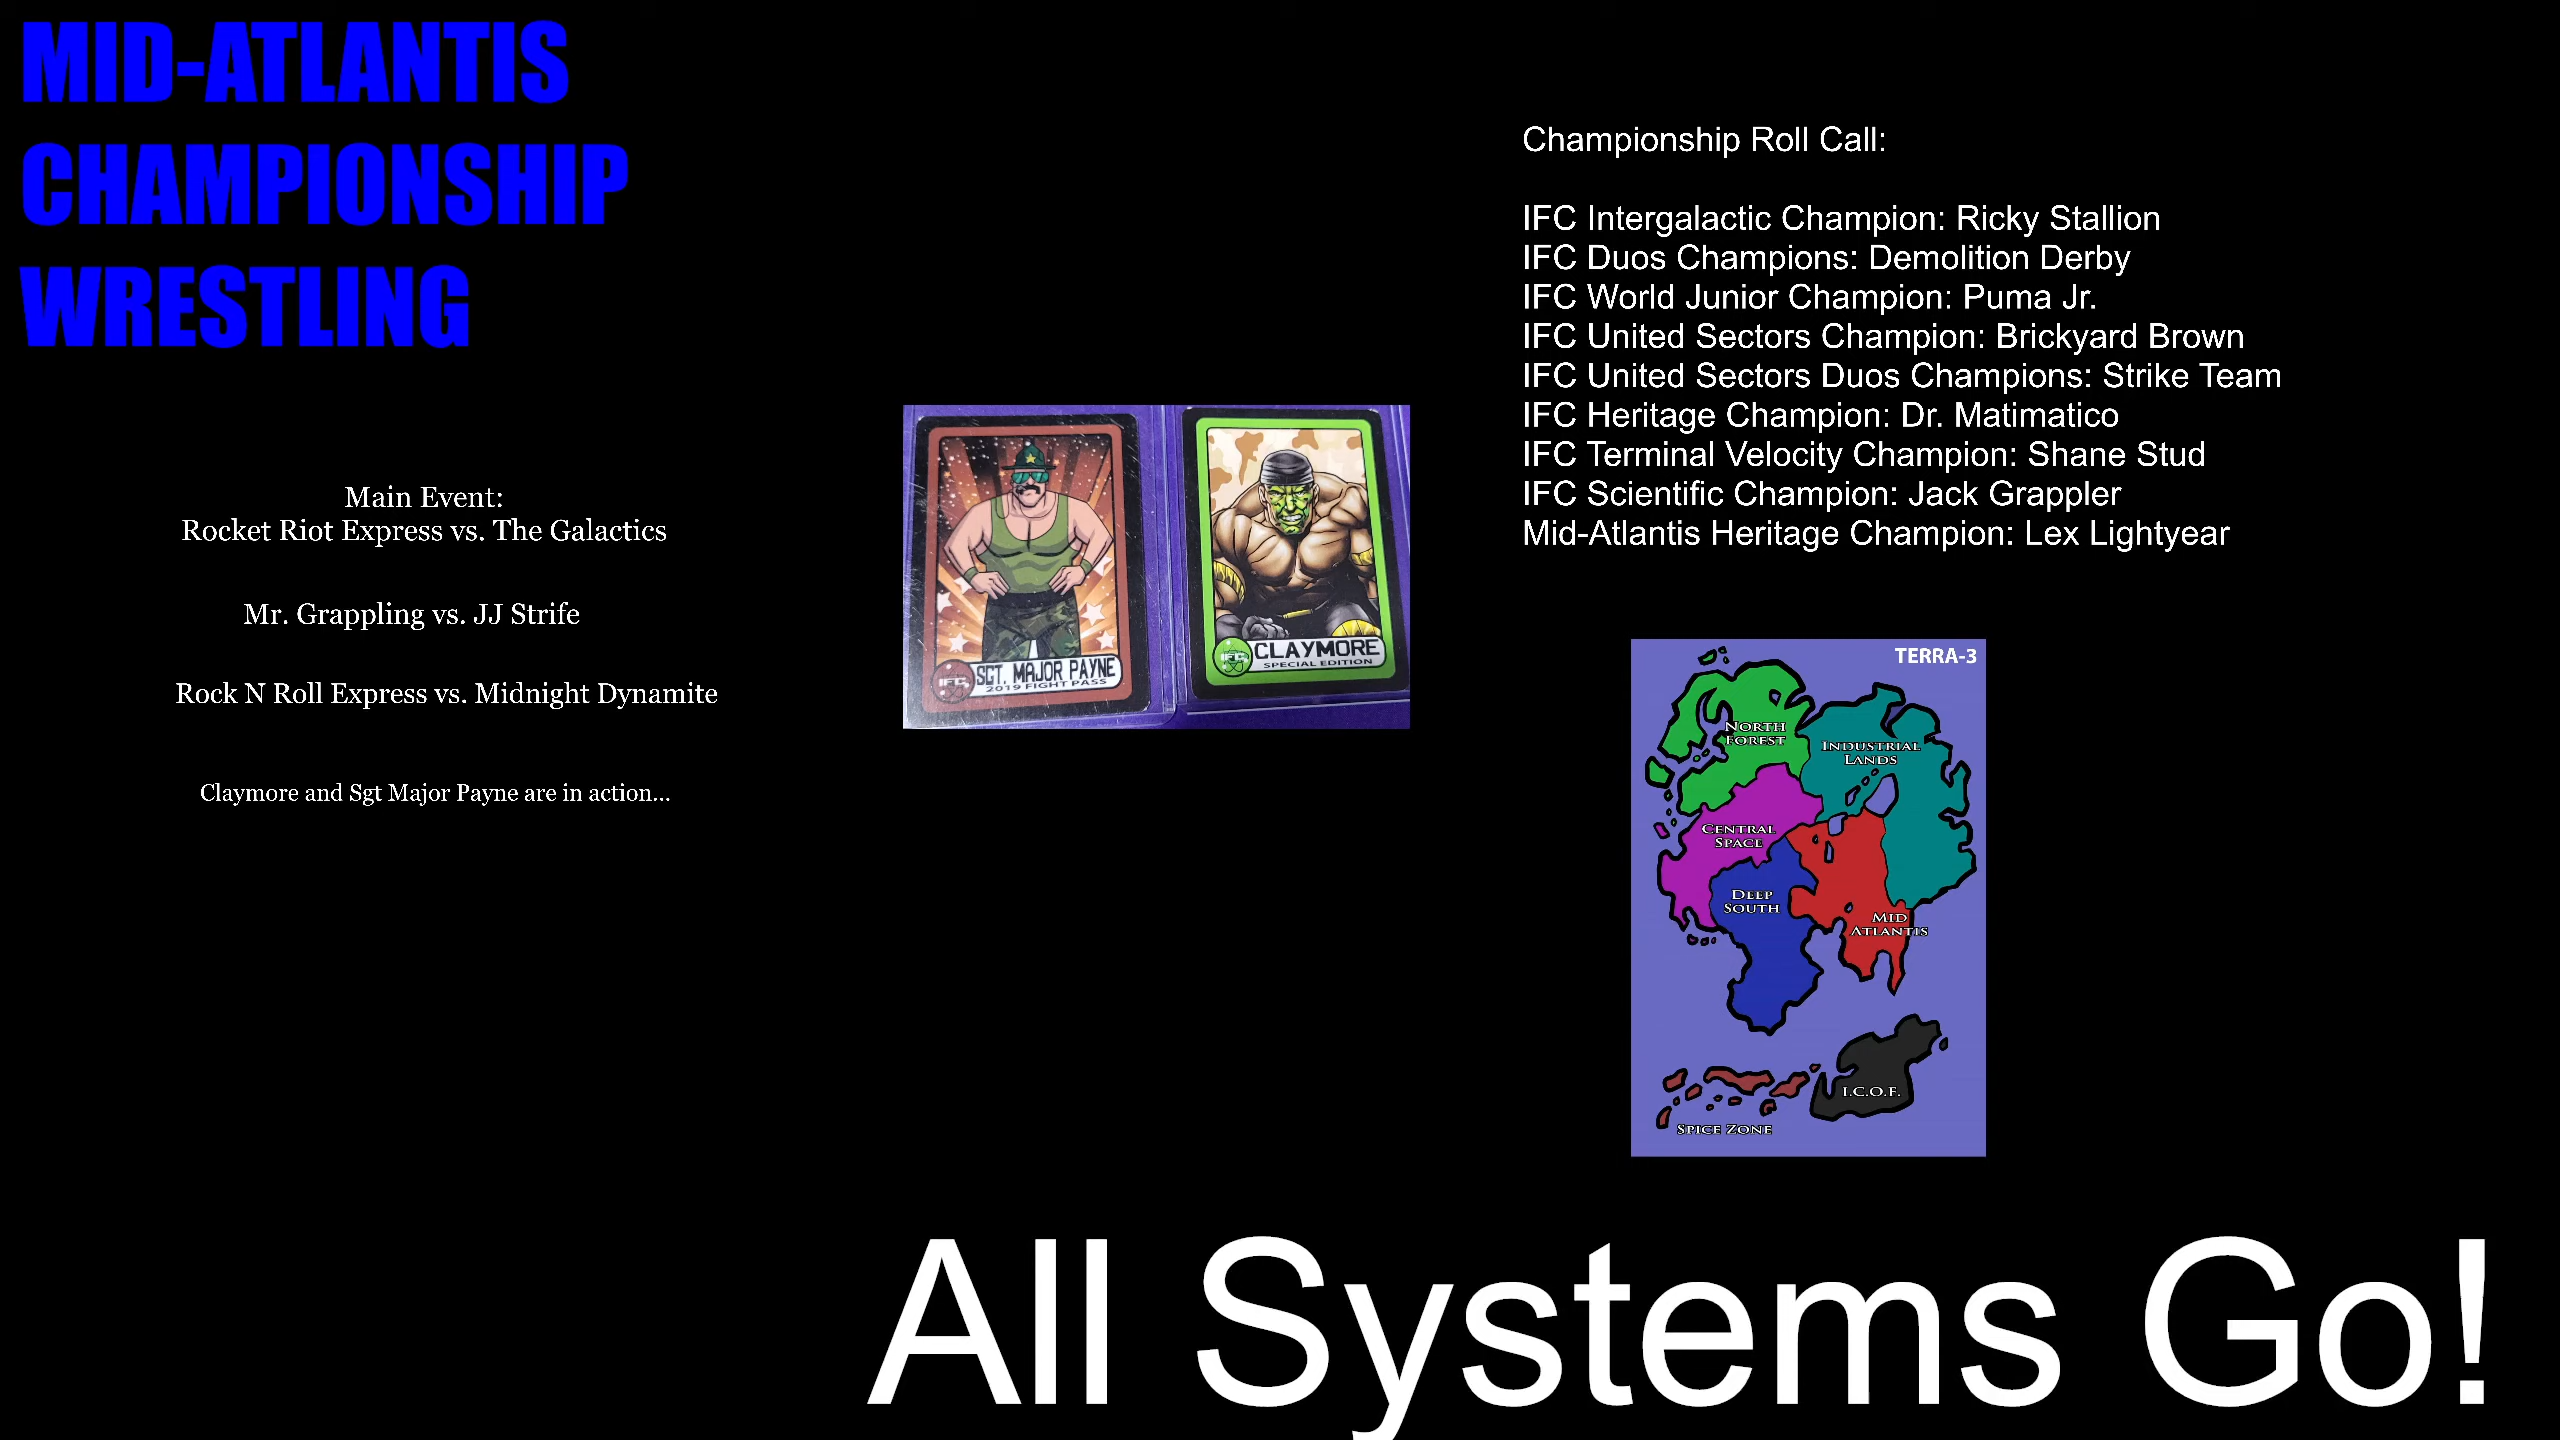 MID-ATLANTIS
CHAMPIONSHIP
WRESTLING
Main Event:
Rocket Riot Express vs. The Galactics
Mr. Grappling vs. JJ Strife
Rock N Roll Express vs. Midnight Dynamite
Claymore and Sgt Major Payne are in action...
IFC
SGT. MAJOR PAYNE
2019 FIGHT PASS
IFC
CLAYMORE
SPECIAL EDITION
Championship Roll Call:
IFC Intergalactic Champion: Ricky Stallion
IFC Duos Champions: Demolition Derby
IFC World Junior Champion: Puma Jr.
IFC United Sectors Champion: Brickyard Brown
IFC United Sectors Duos Champions: Strike Team
IFC Heritage Champion: Dr. Matimatico
IFC Terminal Velocity Champion: Shane Stud
IFC Scientific Champion: Jack Grappler
Mid-Atlantis Heritage Champion: Lex Lightyear
TERRA-3
NORTH
FOREST
INDUSTRIAL
LANDS
CENTRAL
SPACE
DEEP
SOUTH
MID
ATLANTIS
I.C.O.F.
SPICE ZONE
All Systems Go!